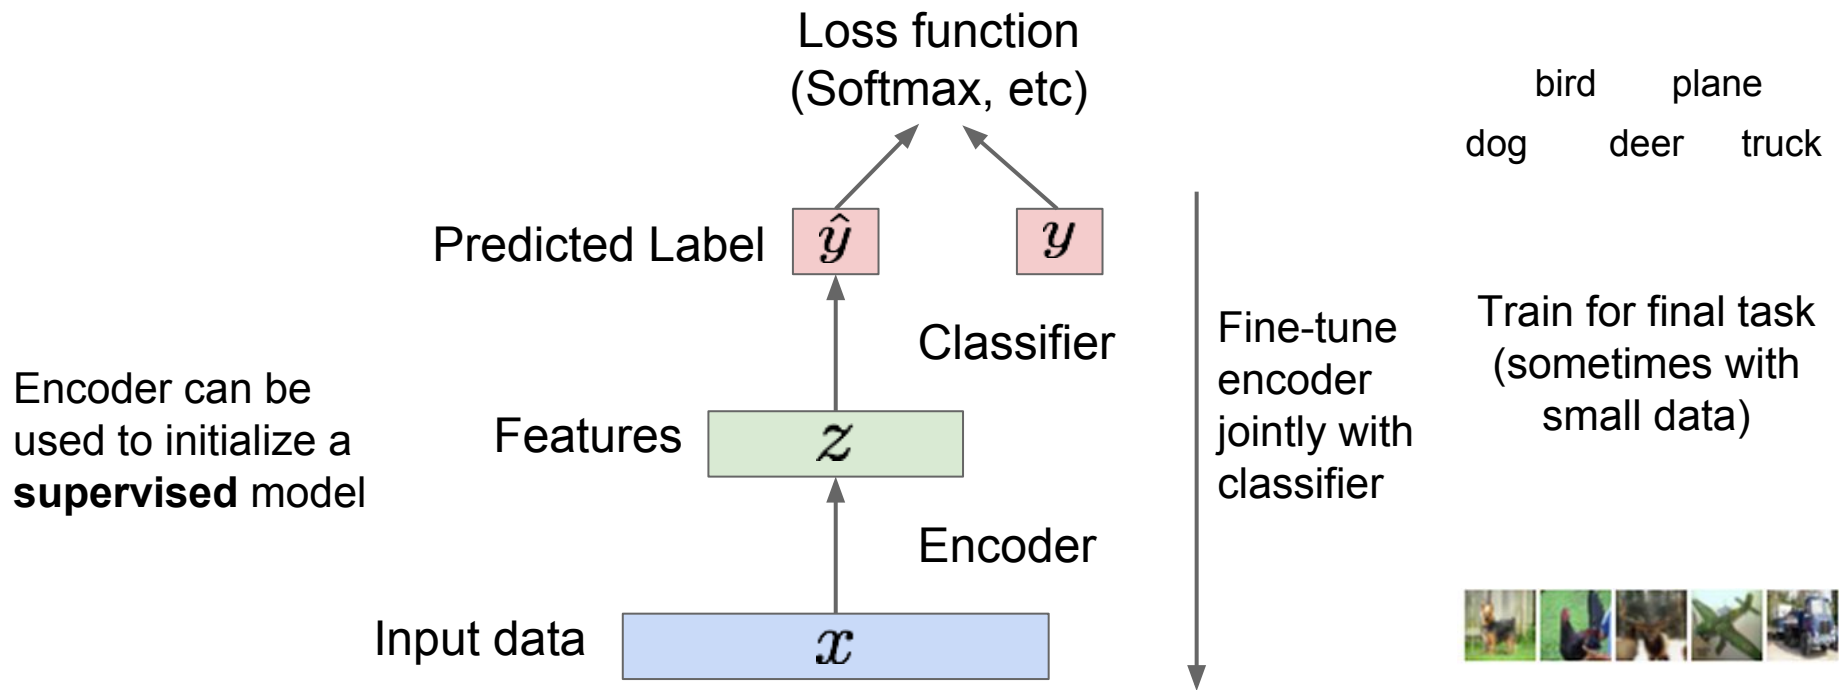 Loss function
(Softmax, etc)
bird plane
dog deer truck
Predicted Label
ŷ
y
Classifier
Fine-tune
encoder
jointly with
classifier
Train for final task
(sometimes with
small data)
Encoder can be
used to initialize a
supervised model
Features
z
Encoder
Input data
x